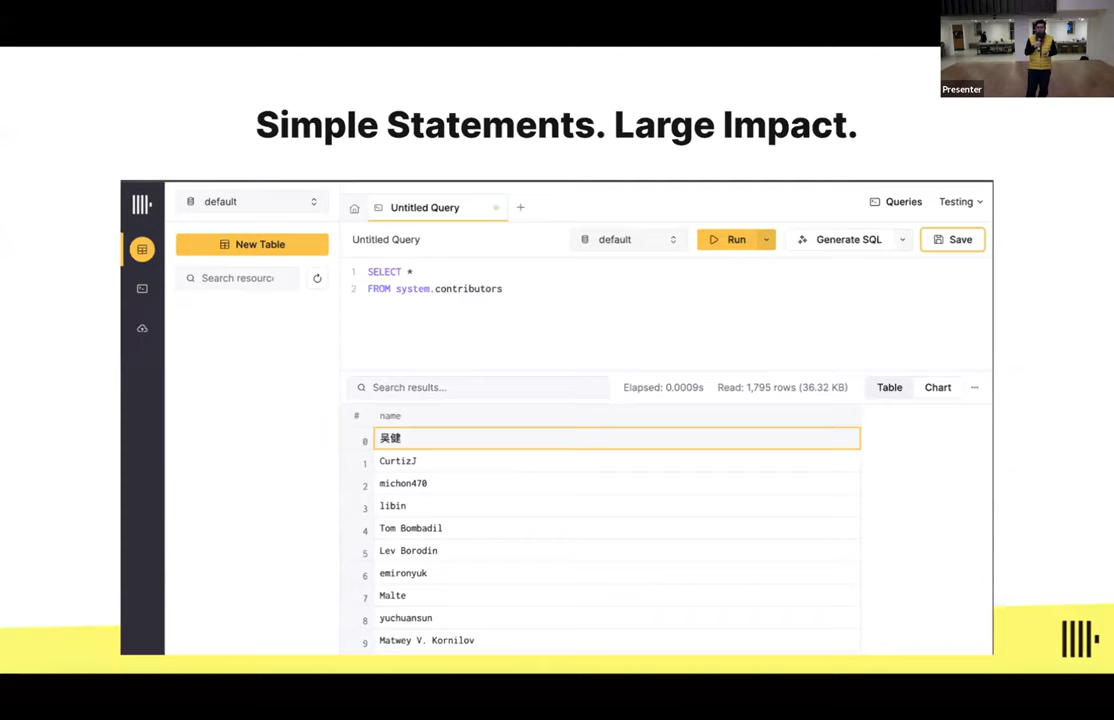 Presenter
Simple Statements. Large Impact.
default
Untitled Query
Queries
Testing
New Table
Untitled Query
default
Run
Generate SQL
Save
Search resourc
1 SELECT *
2 FROM system.contributors
Search results...
Elapsed: 0.0009s
Read: 1,795 rows (36.32 KB)
Table
Chart
# name
0 吴健
1 CurtizJ
2 michon470
3 libin
4 Tom Bombadil
5 Lev Borodin
6 emironyuk
7 Malte
8 yuchuansun
9 Matwey V. Kornilov